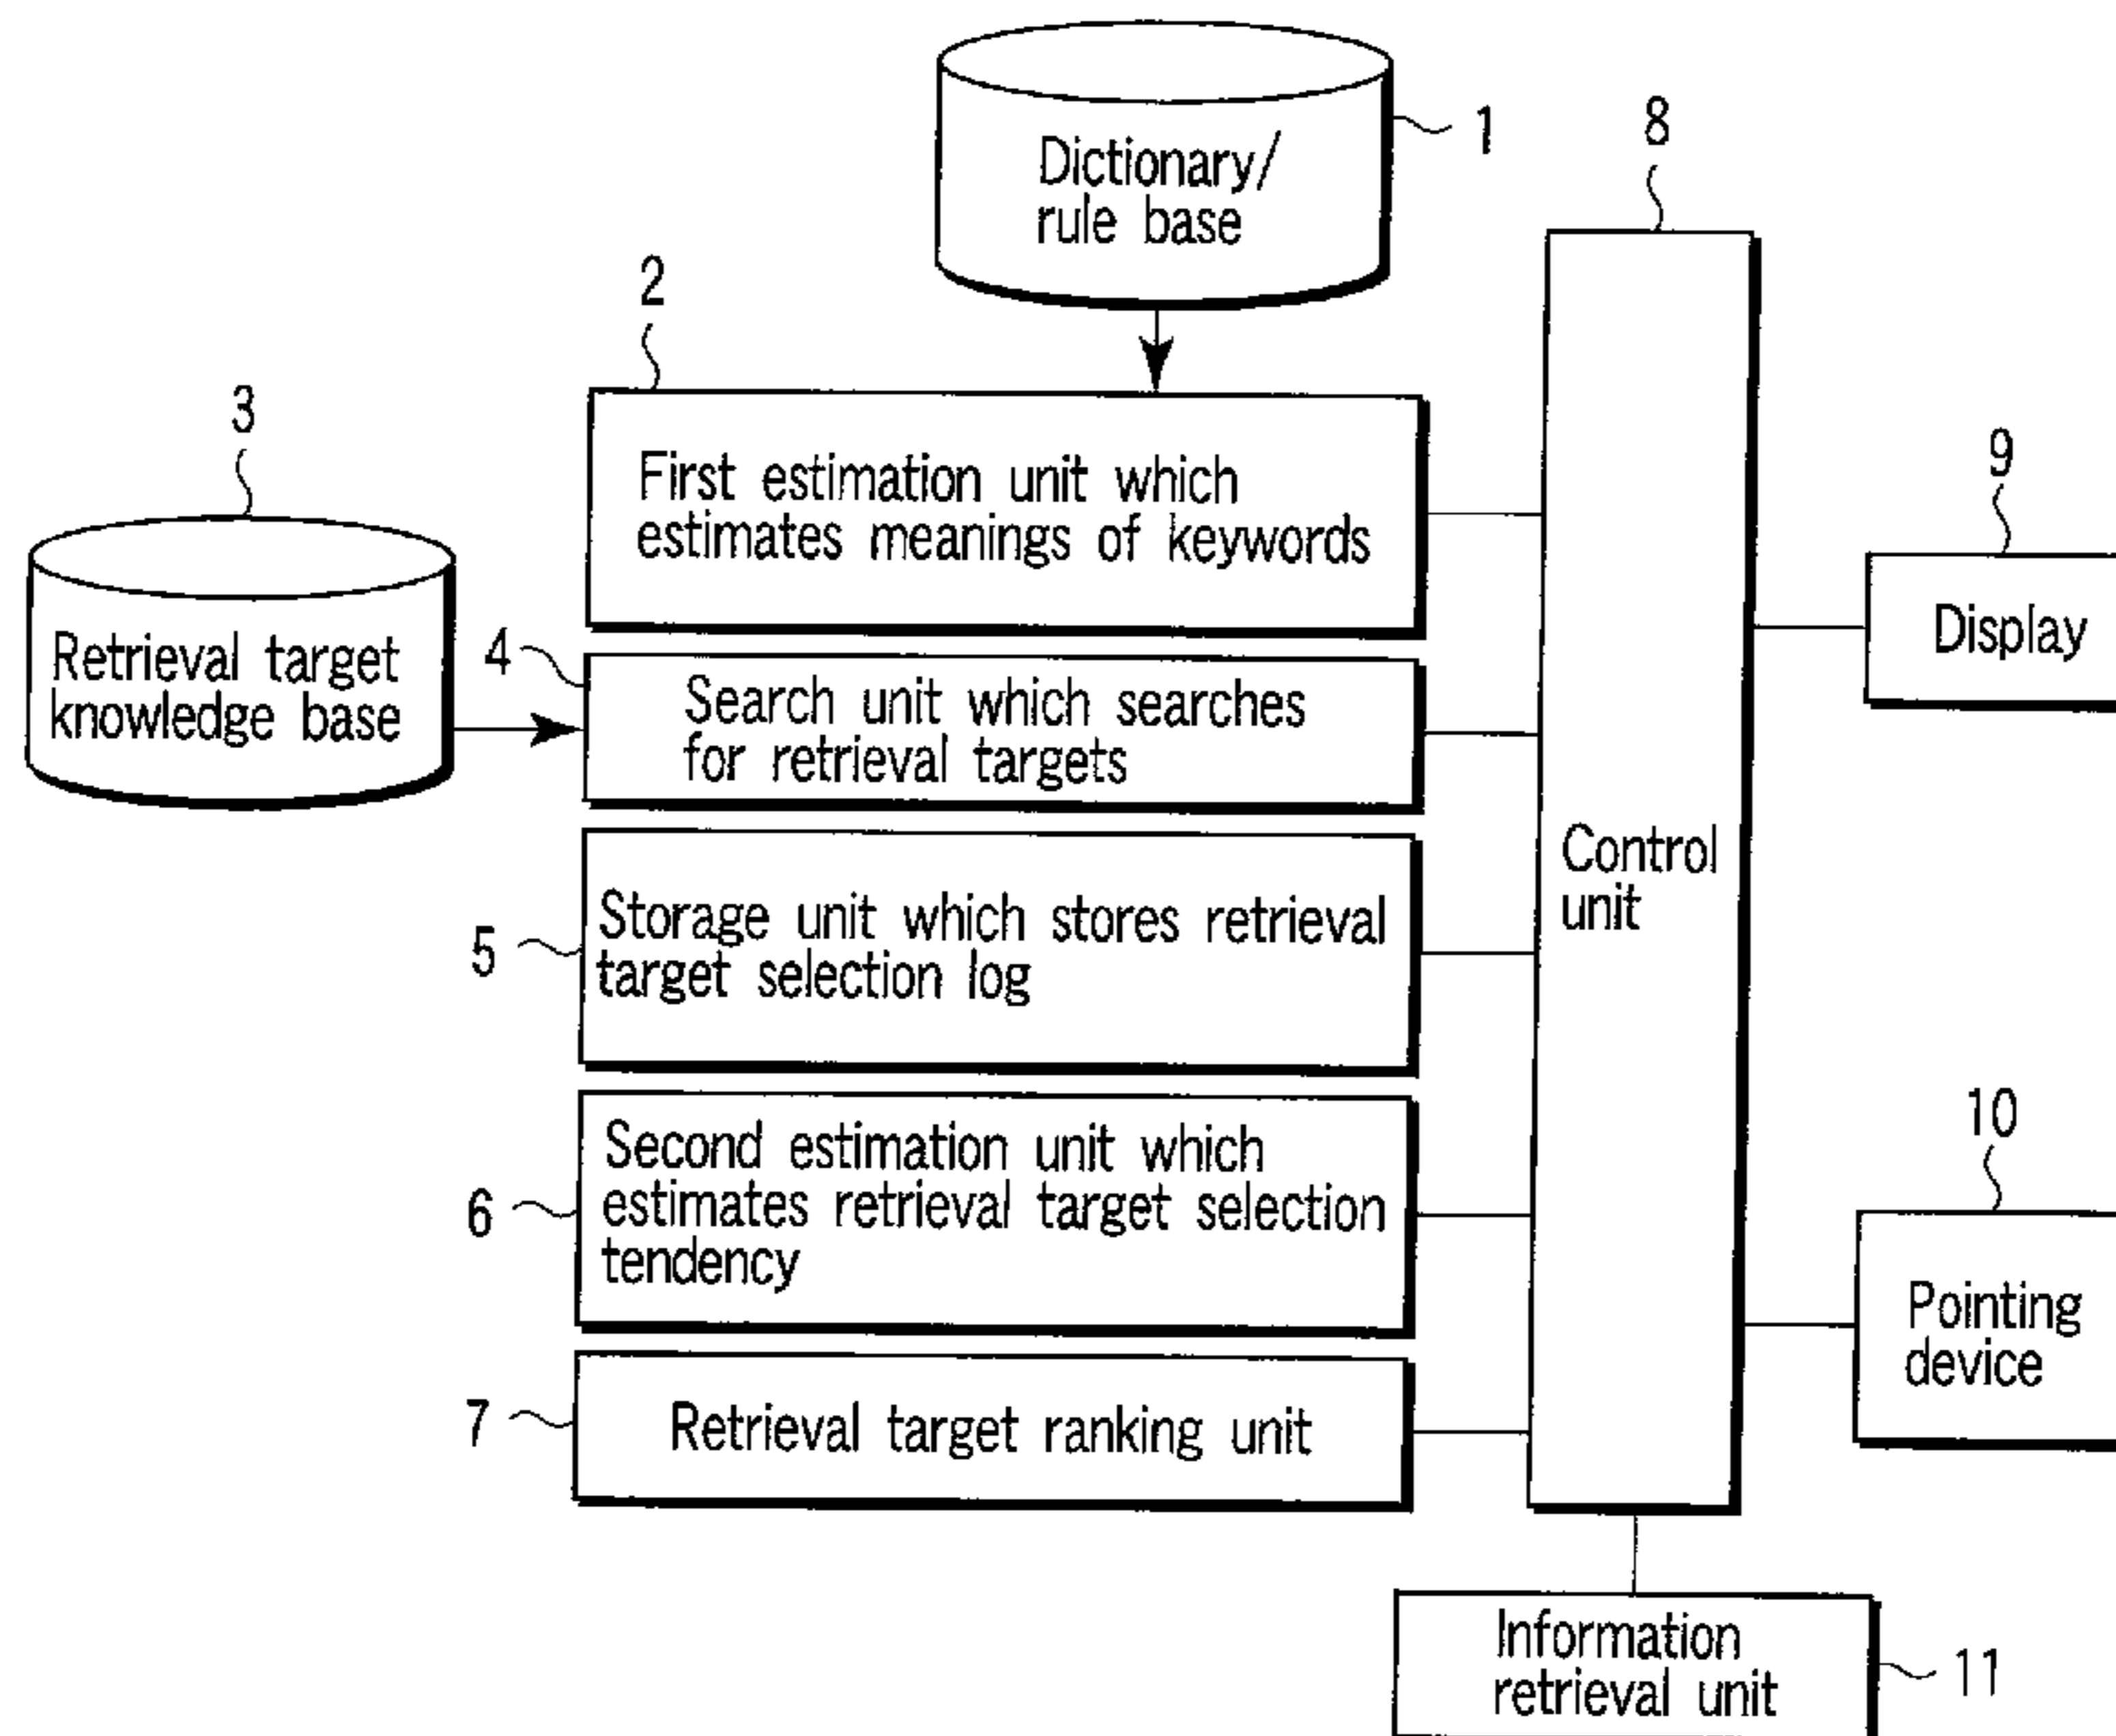 1
Dictionary/
rule base
8
2
First estimation unit which
estimates meanings of keywords
3
Retrieval target
knowledge base
9
Display
4
Search unit which searches
for retrieval targets
Control
unit
5
Storage unit which stores retrieval
target selection log
6
Second estimation unit which
estimates retrieval target selection
tendency
10
Pointing
device
7
Retrieval target ranking unit
Information
retrieval unit
11